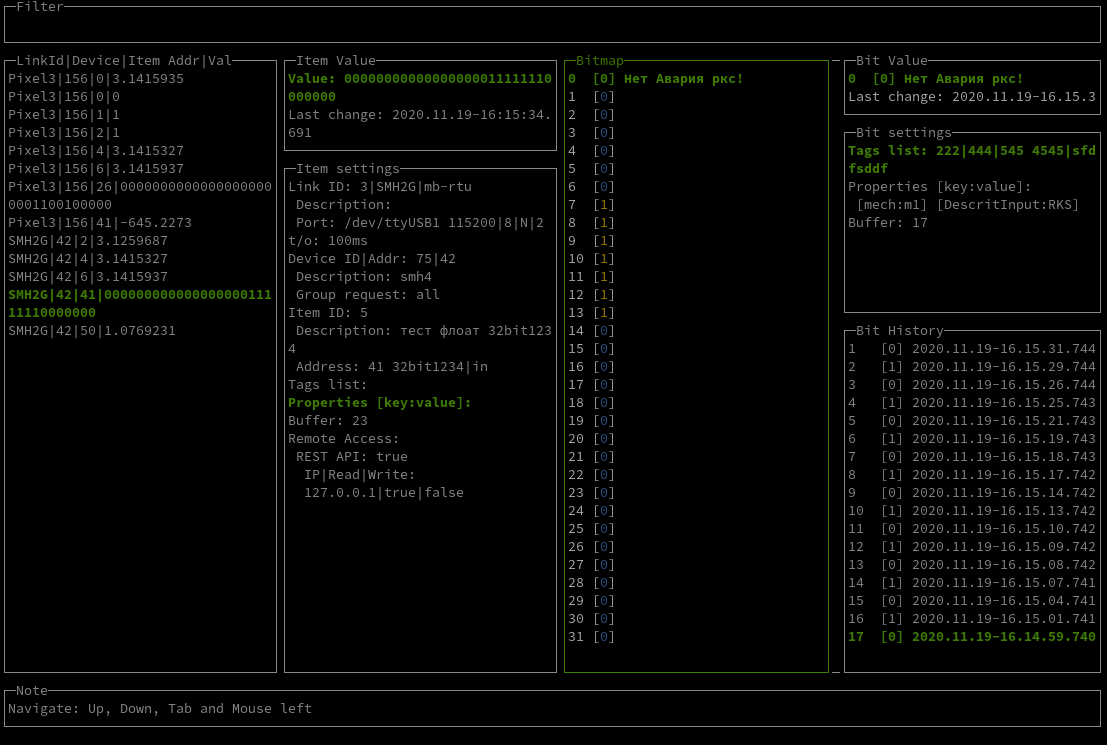 Filter
LinkId|Device|Item Addr|Val
Pixel3|156|0|3.1415935
Pixel3|156|0|0
Pixel3|156|1|1
Pixel3|156|2|1
Pixel3|156|4|3.1415327
Pixel3|156|6|3.1415937
Pixel3|156|26|0000000000000000000
0001100100000
Pixel3|156|41|-645.2273
SMH2G|42|2|3.1259687
SMH2G|42|4|3.1415327
SMH2G|42|6|3.1415937
SMH2G|42|41|000000000000000000111
11110000000
SMH2G|42|50|1.0769231
Item Value
Value: 00000000000000000011111110
000000
Last change: 2020.11.19-16:15:34.
691
Item settings
Link ID: 3|SMH2G|mb-rtu
Description:
Port: /dev/ttyUSB1 115200|8|N|2
t/o: 100ms
Device ID|Addr: 75|42
Description: smh4
Group request: all
Item ID: 5
Description: тест флоат 32bit123
4
Address: 41 32bit1234|in
Tags list:
Properties [key:value]:
Buffer: 23
Remote Access:
REST API: true
IP|Read|Write:
127.0.0.1|true|false
Bitmap
0 [0] Нет Авария ркс!
1 [0]
2 [0]
3 [0]
4 [0]
5 [0]
6 [0]
7 [1]
8 [1]
9 [1]
10 [1]
11 [1]
12 [1]
13 [1]
14 [0]
15 [0]
16 [0]
17 [0]
18 [0]
19 [0]
20 [0]
21 [0]
22 [0]
23 [0]
24 [0]
25 [0]
26 [0]
27 [0]
28 [0]
29 [0]
30 [0]
31 [0]
Bit Value
0 [0] Нет Авария ркс!
Last change: 2020.11.19-16.15.3
Bit settings
Tags list: 222|444|545 4545|sfd
fsddf
Properties [key:value]:
[mech:m1] [DescritInput:RKS]
Buffer: 17
Bit History
1 [0] 2020.11.19-16.15.31.744
2 [1] 2020.11.19-16.15.29.744
3 [0] 2020.11.19-16.15.26.744
4 [1] 2020.11.19-16.15.25.743
5 [0] 2020.11.19-16.15.21.743
6 [1] 2020.11.19-16.15.19.743
7 [0] 2020.11.19-16.15.18.743
8 [1] 2020.11.19-16.15.17.742
9 [0] 2020.11.19-16.15.14.742
10 [1] 2020.11.19-16.15.13.742
11 [0] 2020.11.19-16.15.10.742
12 [1] 2020.11.19-16.15.09.742
13 [0] 2020.11.19-16.15.08.742
14 [1] 2020.11.19-16.15.07.741
15 [0] 2020.11.19-16.15.04.741
16 [1] 2020.11.19-16.15.01.741
17 [0] 2020.11.19-16.14.59.740
Note
Navigate: Up, Down, Tab and Mouse left